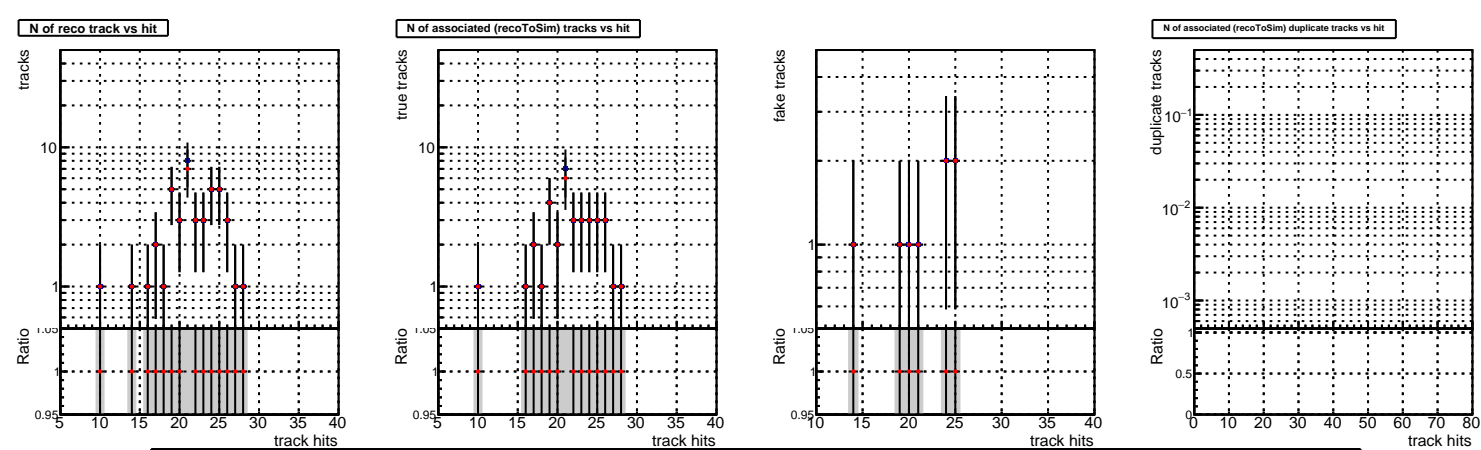 N of reco track vs hit
tracks
10
1
Ratio
1.05
1
0.95
5 10 15 20 25 30 35 40
track hits
N of associated (recoToSim) tracks vs hit
true tracks
10
1
Ratio
1.05
1
0.95
5 10 15 20 25 30 35 40
track hits
fake tracks
1
Ratio
1.05
1
0.95
10 15 20 25 30 35 40
track hits
N of associated (recoToSim) duplicate tracks vs hit
duplicate tracks
10⁻¹
10⁻²
10⁻³
Ratio
1
0.5
0
0 10 20 30 40 50 60 70 80
track hits